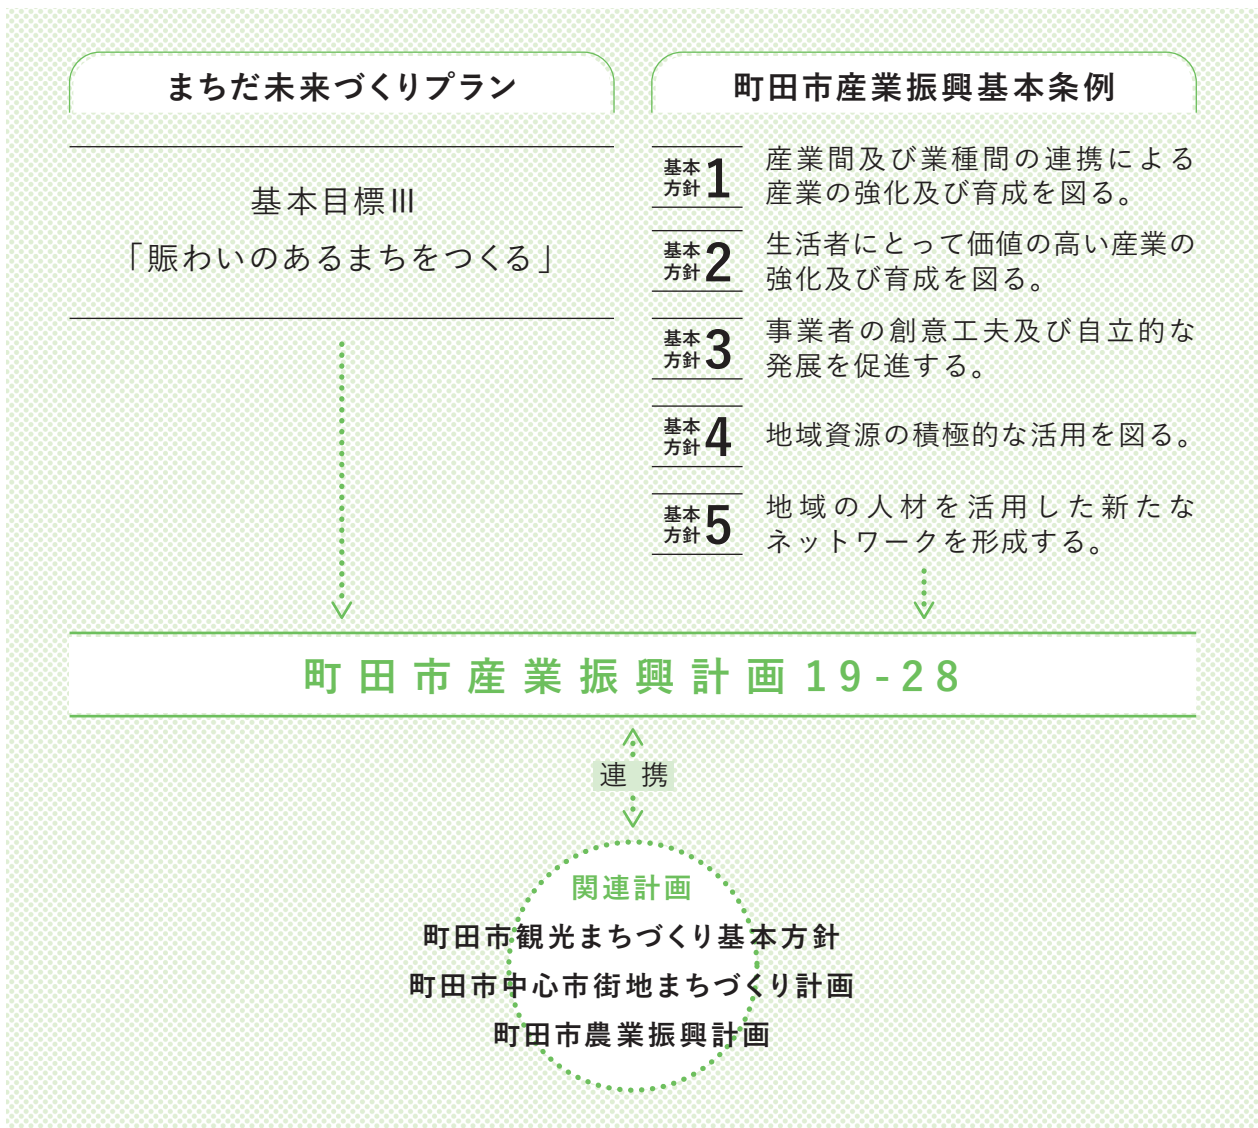 まちだ未来づくりプラン
基本目標Ⅲ
「賑わいのあるまちをつくる」
町田市産業振興基本条例
基本方針1
産業間及び業種間の連携による
産業の強化及び育成を図る。
基本方針2
生活者にとって価値の高い産業の
強化及び育成を図る。
基本方針3
事業者の創意工夫及び自立的な
発展を促進する。
基本方針4
地域資源の積極的な活用を図る。
基本方針5
地域の人材を活用した新たな
ネットワークを形成する。
町田市産業振興計画19-28
連携
関連計画
町田市観光まちづくり基本方針
町田市中心市街地まちづくり計画
町田市農業振興計画